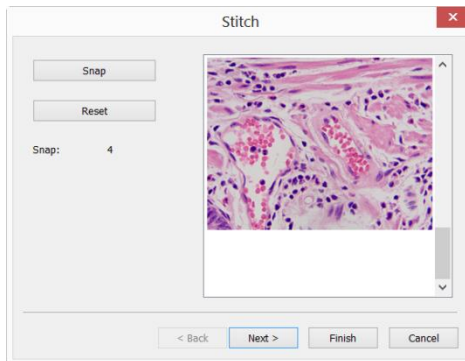 Stitch
Snap
Reset
Snap: 4
< Back Next > Finish Cancel